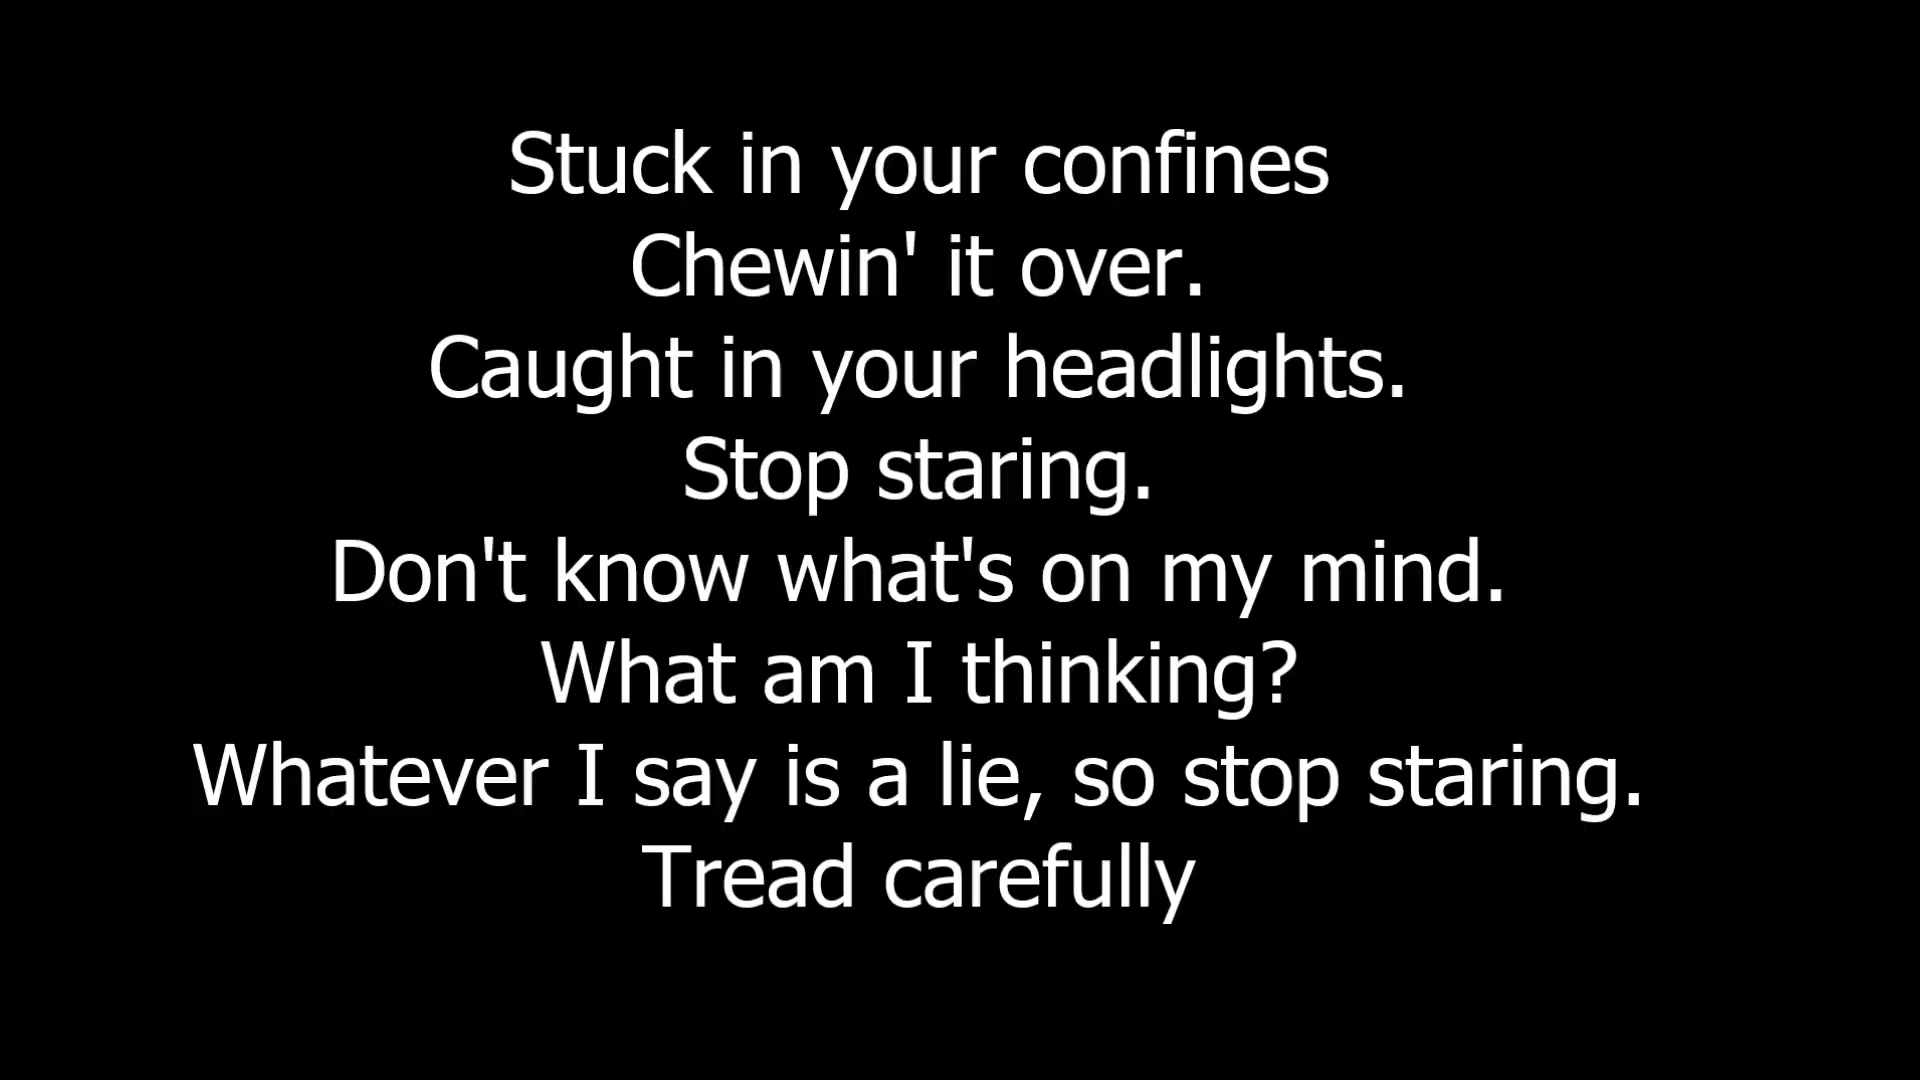 Stuck in your confines
Chewin' it over.
Caught in your headlights.
Stop staring.
Don't know what's on my mind.
What am I thinking?
Whatever I say is a lie, so stop staring.
Tread carefully